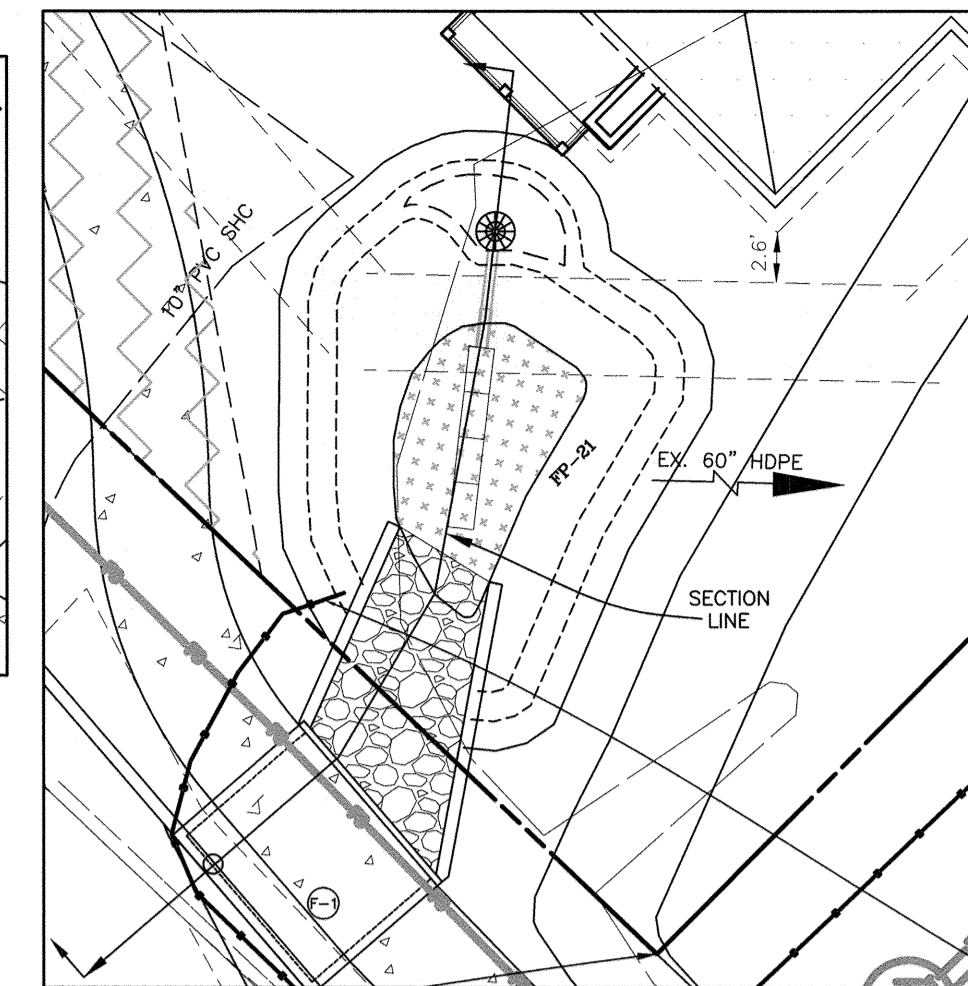 10" PVC SHC
2.6'
FP-21
EX. 60" HDPE
SECTION
LINE
F-1